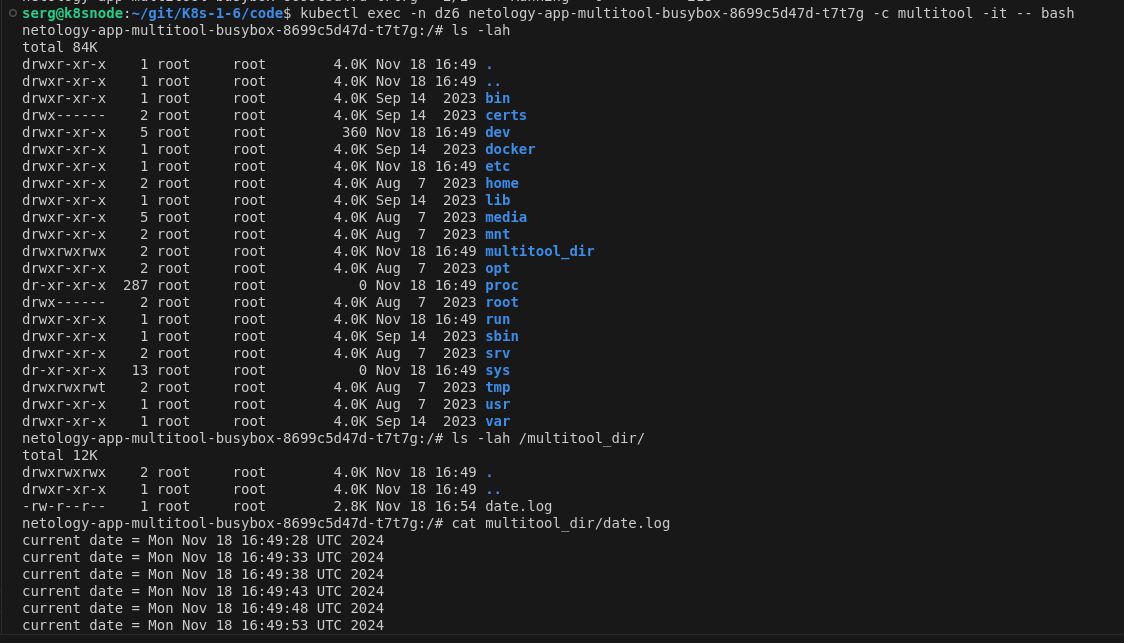 serg@k8snode:~/git/K8s-1-6/code$ kubectl exec -n dz6 netology-app-multitool-busybox-8699c5d47d-t7t7g -c multitool -it -- bash
netology-app-multitool-busybox-8699c5d47d-t7t7g:/# ls -lah
total 84K
drwxr-xr-x    1 root     root        4.0K Nov 18 16:49 .
drwxr-xr-x    1 root     root        4.0K Nov 18 16:49 ..
drwxr-xr-x    1 root     root        4.0K Sep 14  2023 bin
drwx------    2 root     root        4.0K Sep 14  2023 certs
drwxr-xr-x    5 root     root         360 Nov 18 16:49 dev
drwxr-xr-x    1 root     root        4.0K Sep 14  2023 docker
drwxr-xr-x    1 root     root        4.0K Nov 18 16:49 etc
drwxr-xr-x    2 root     root        4.0K Aug  7  2023 home
drwxr-xr-x    1 root     root        4.0K Sep 14  2023 lib
drwxr-xr-x    5 root     root        4.0K Aug  7  2023 media
drwxr-xr-x    2 root     root        4.0K Aug  7  2023 mnt
drwxrwxrwx    2 root     root        4.0K Nov 18 16:49 multitool_dir
drwxr-xr-x    2 root     root        4.0K Aug  7  2023 opt
dr-xr-xr-x  287 root     root           0 Nov 18 16:49 proc
drwx------    2 root     root        4.0K Aug  7  2023 root
drwxr-xr-x    1 root     root        4.0K Nov 18 16:49 run
drwxr-xr-x    1 root     root        4.0K Sep 14  2023 sbin
drwxr-xr-x    2 root     root        4.0K Aug  7  2023 srv
dr-xr-xr-x   13 root     root           0 Nov 18 16:49 sys
drwxrwxrwt    2 root     root        4.0K Aug  7  2023 tmp
drwxr-xr-x    1 root     root        4.0K Aug  7  2023 usr
drwxr-xr-x    1 root     root        4.0K Sep 14  2023 var
netology-app-multitool-busybox-8699c5d47d-t7t7g:/# ls -lah /multitool_dir/
total 12K
drwxrwxrwx    2 root     root        4.0K Nov 18 16:49 .
drwxr-xr-x    1 root     root        4.0K Nov 18 16:49 ..
-rw-r--r--    1 root     root        2.8K Nov 18 16:54 date.log
netology-app-multitool-busybox-8699c5d47d-t7t7g:/# cat multitool_dir/date.log
current date = Mon Nov 18 16:49:28 UTC 2024
current date = Mon Nov 18 16:49:33 UTC 2024
current date = Mon Nov 18 16:49:38 UTC 2024
current date = Mon Nov 18 16:49:43 UTC 2024
current date = Mon Nov 18 16:49:48 UTC 2024
current date = Mon Nov 18 16:49:53 UTC 2024